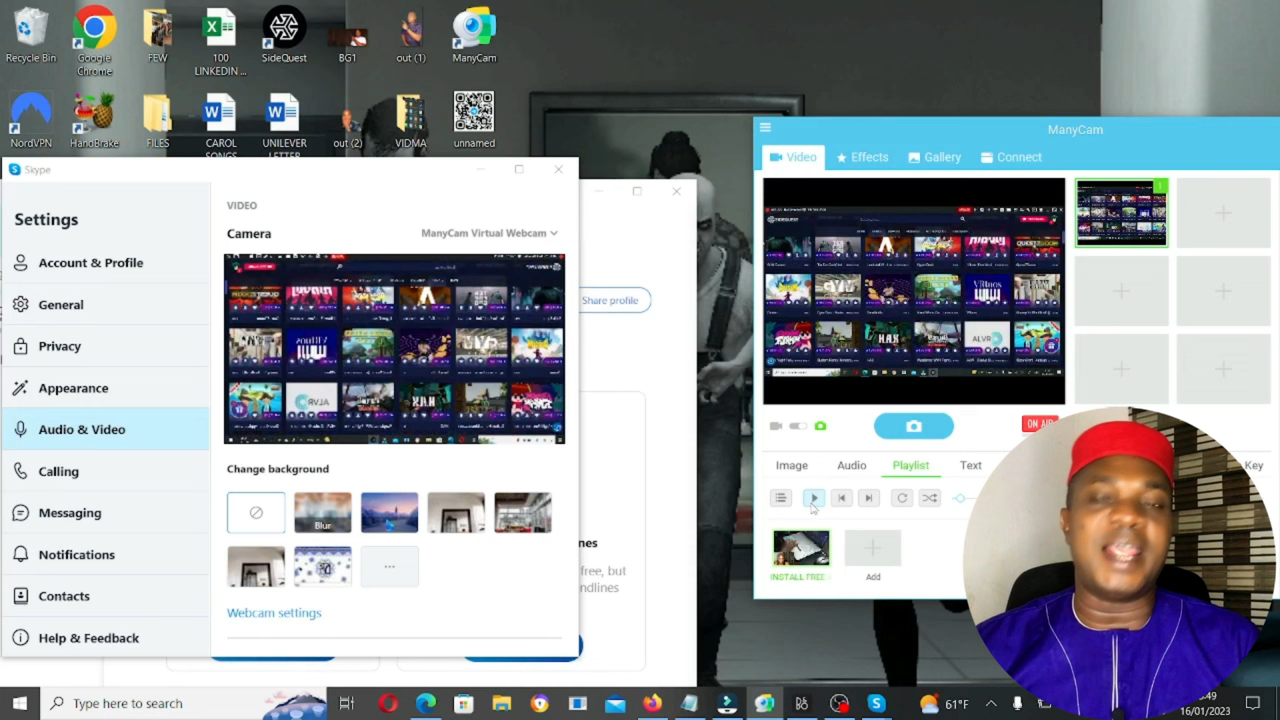 Recycle Bin
Google
Chrome
FEW
100
LINKEDIN ...
SideQuest
BG1
out (1)
ManyCam
NordVPN
HandBrake
FILES
CAROL
SONGS
UNILEVER
LETTER
out (2)
VIDMA
unnamed
Skype
Settings
Account & Profile
General
Privacy
Appearance
Audio & Video
Calling
Messaging
Notifications
Contacts
Help & Feedback
VIDEO
Camera
ManyCam Virtual Webcam
Change background
Blur
Webcam settings
Share profile
nes
free, but
ndlines
ManyCam
Video
Effects
Gallery
Connect
ON AIR
Image
Audio
Playlist
Text
Key
INSTALL FREE
Add
Type here to search
61°F
49
16/01/2023